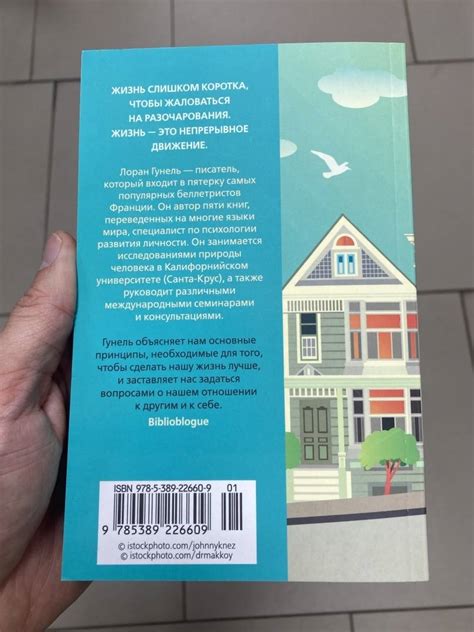 ЖИЗНЬ СЛИШКОМ КОРОТКА,
ЧТОБЫ ЖАЛОВАТЬСЯ
НА РАЗОЧАРОВАНИЯ.
ЖИЗНЬ — ЭТО НЕПРЕРЫВНОЕ
ДВИЖЕНИЕ.
Лоран Гунель — писатель,
который входит в пятерку самых
популярных беллетристов
Франции. Он автор пяти книг,
переведенных на многие языки
мира, специалист по психологии
развития личности. Он занимается
исследованиями природы
человека в Калифорнийском
университете (Санта-Крус), а также
руководит различными
международными семинарами
и консультациями.
Гунель объясняет нам основные
принципы, необходимые для того,
чтобы сделать нашу жизнь лучше,
и заставляет нас задаться
вопросами о нашем отношении
к другим и к себе.
Biblioblogue
ISBN 978-5-389-22660-9 01
9 785389 226609
© istockphoto.com/johnnyknez
© istockphoto.com/drmakkoy